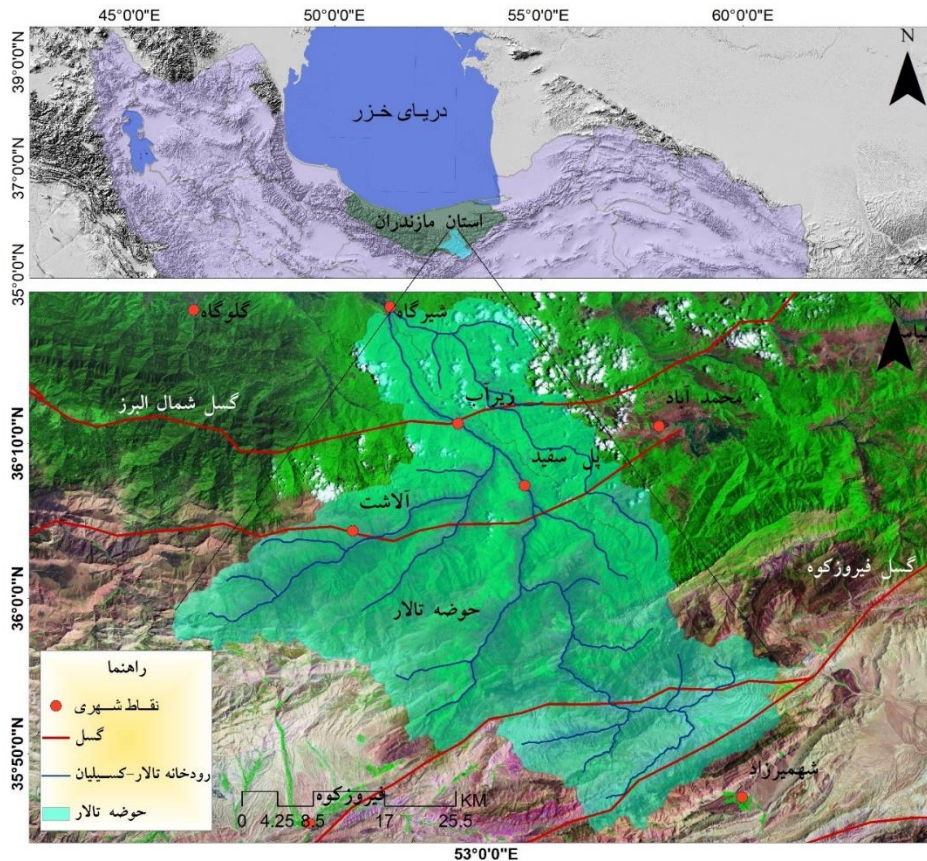 45°0'0"E 50°0'0"E 55°0'0"E 60°0'0"E
39°0'0"N
37°0'0"N
35°0'0"N
N
دریای خزر
استان مازندران
N
گلوگاه
شیرگاه
گسل شمال البرز
زیرآب
محمد آباد
36°10'0"N
پل سفید
آلاشت
گسل فیروزکوه
36°0'0"N
حوضه تالار
راهنما
نقاط شهری
گسل
رودخانه تالار-کسیلیان
حوضه تالار
35°50'0"N
شهمیرزاد
فیروزکوه
KM
0 4.25 8.5 17 25.5
53°0'0"E